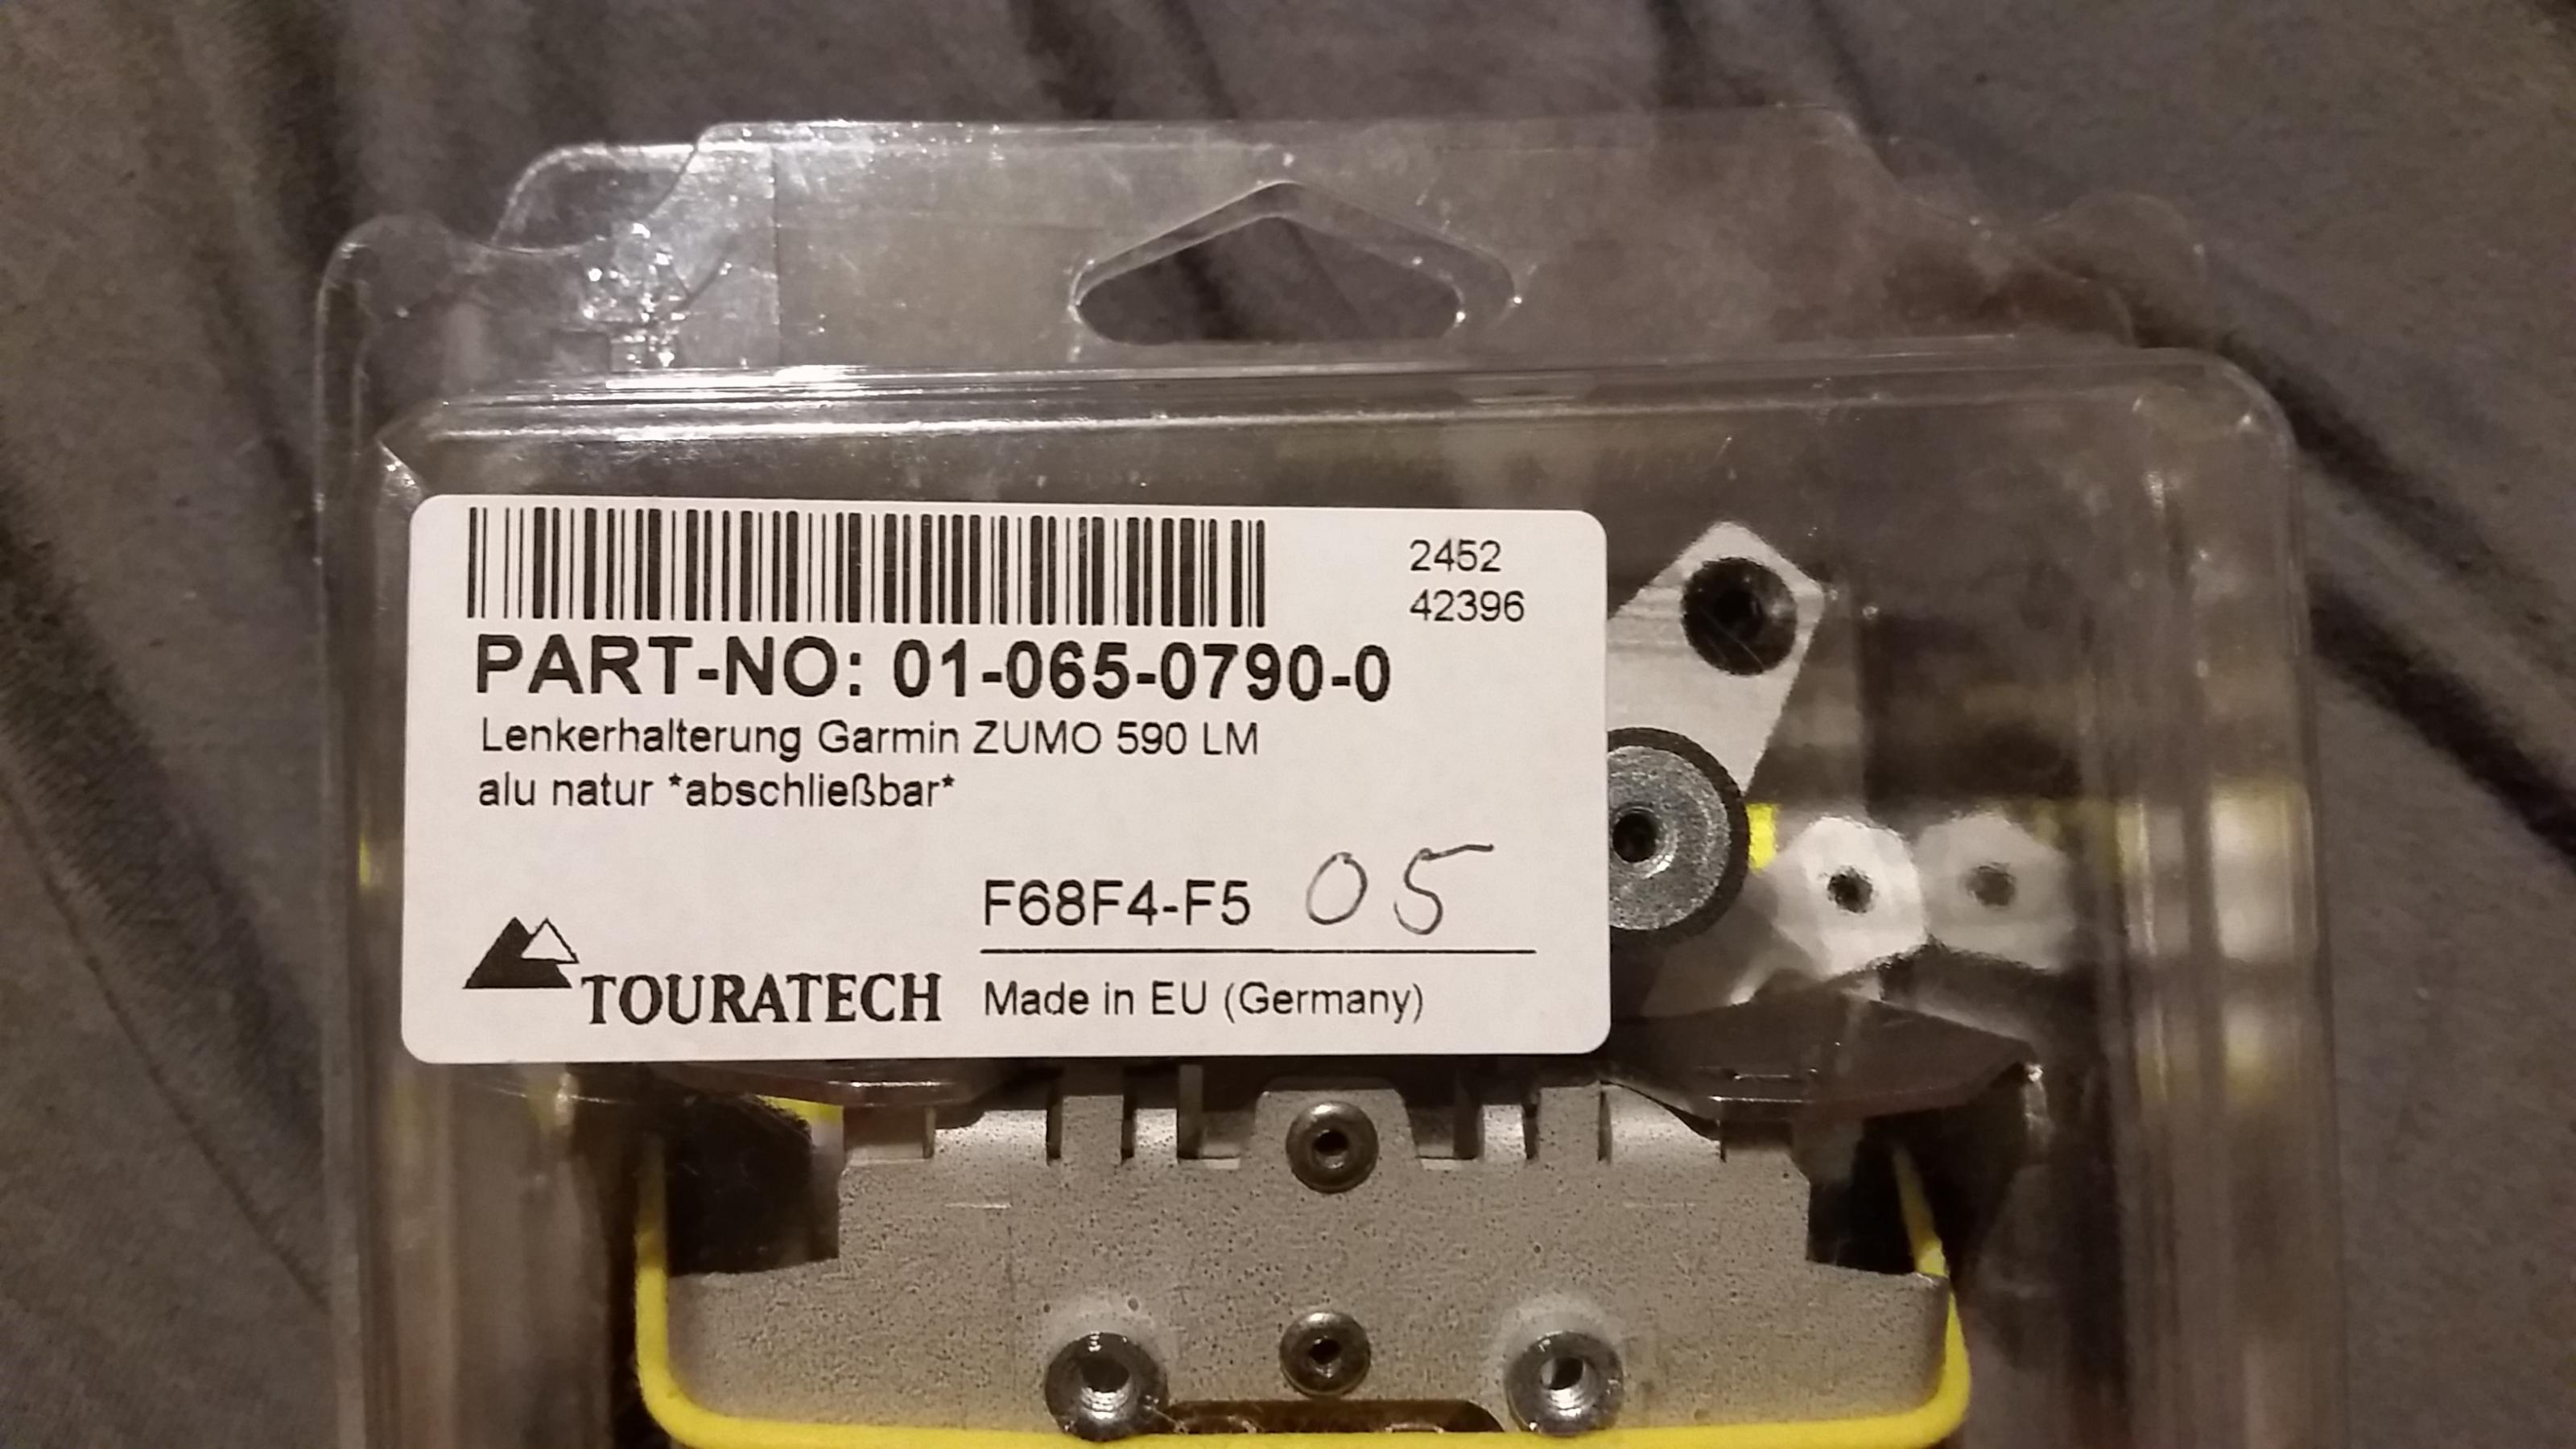 2452
42396
PART-NO: 01-065-0790-0
Lenkerhalterung Garmin ZUMO 590 LM
alu natur *abschließbar*
F68F4-F5 05
TOURATECH
Made in EU (Germany)